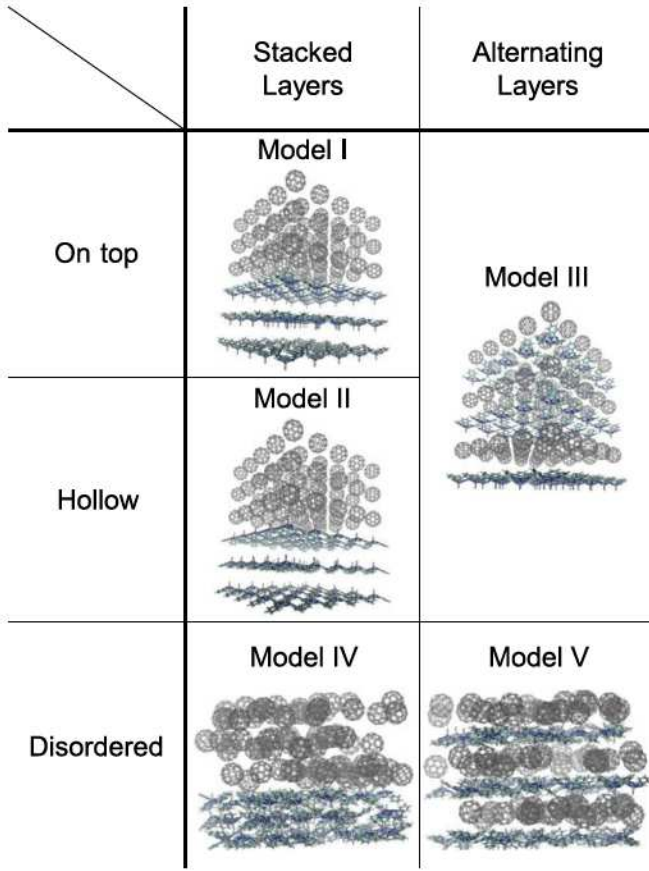 Stacked
Layers
Alternating
Layers
On top
Model I
Model III
Hollow
Model II
Disordered
Model IV
Model V